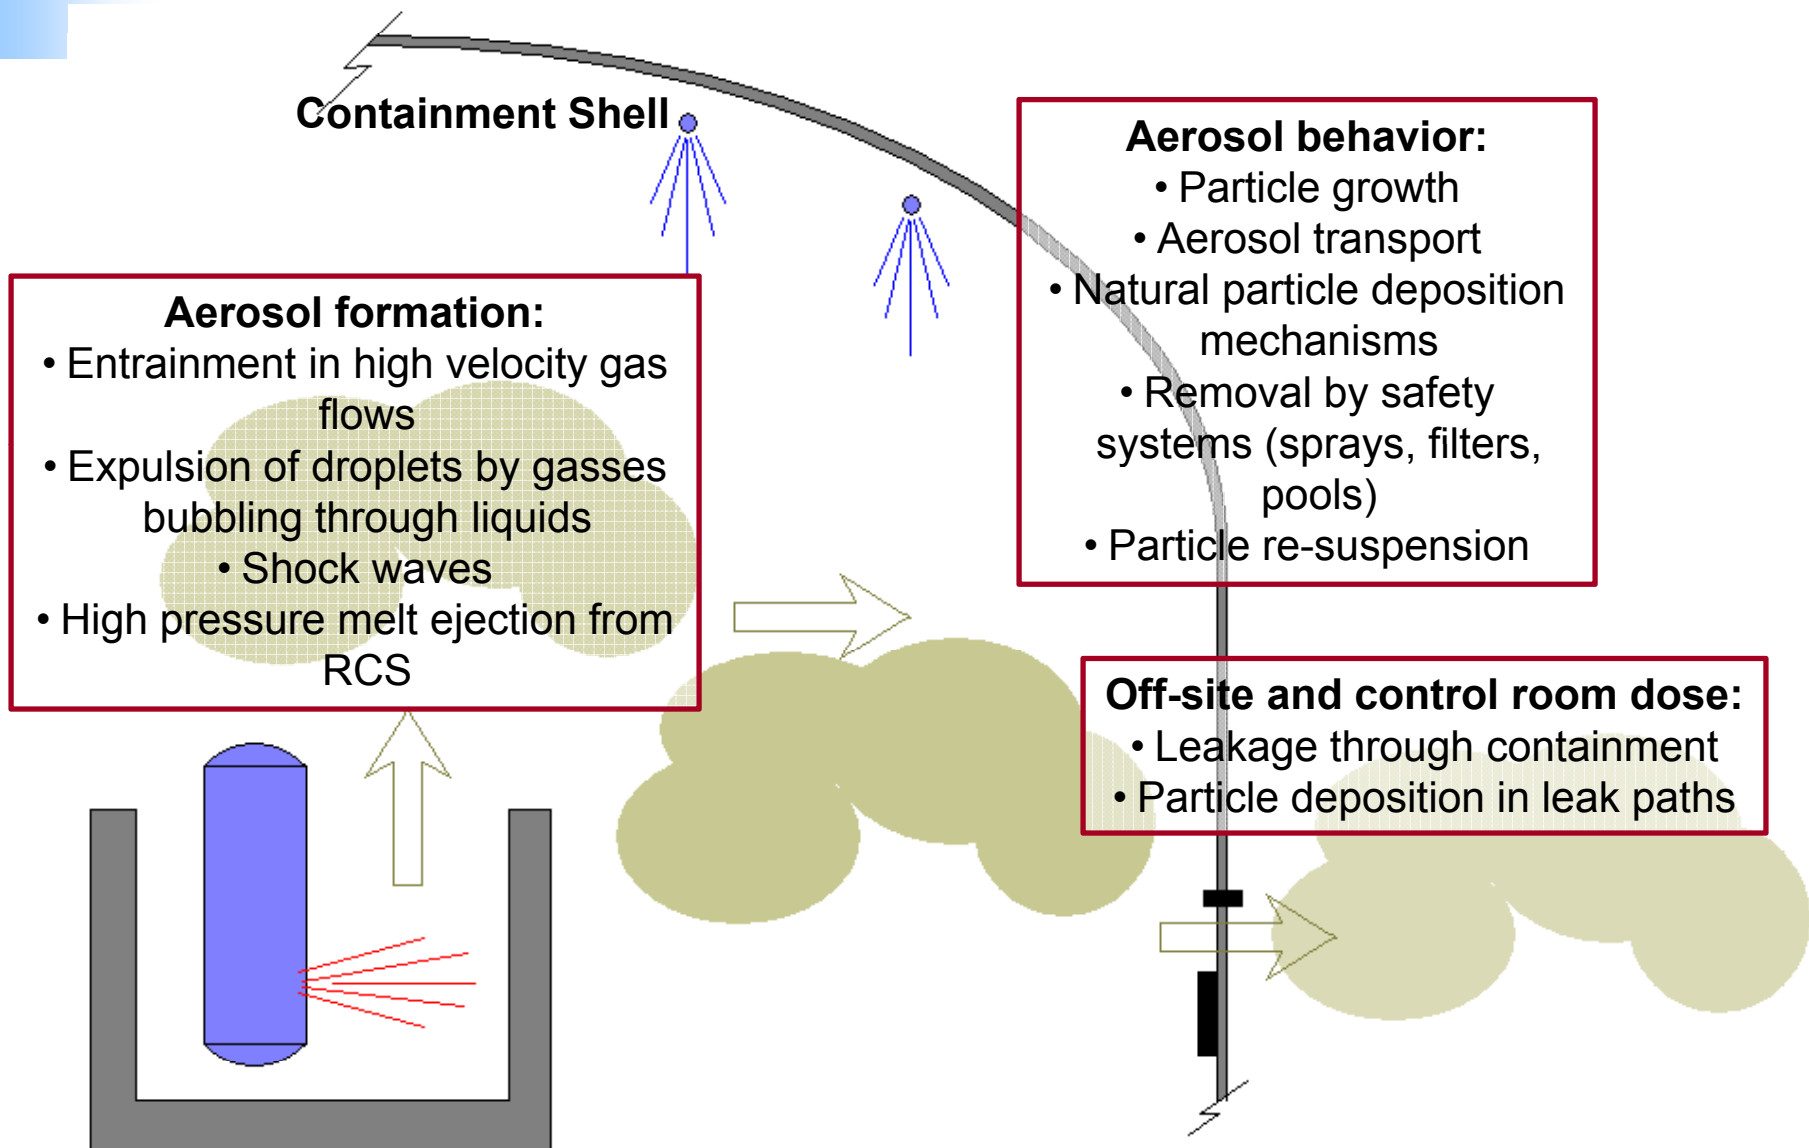 Containment Shell
Aerosol formation:
• Entrainment in high velocity gas
flows
• Expulsion of droplets by gasses
bubbling through liquids
• Shock waves
• High pressure melt ejection from
RCS
Aerosol behavior:
• Particle growth
• Aerosol transport
• Natural particle deposition
mechanisms
• Removal by safety
systems (sprays, filters,
pools)
• Particle re-suspension
Off-site and control room dose:
• Leakage through containment
• Particle deposition in leak paths